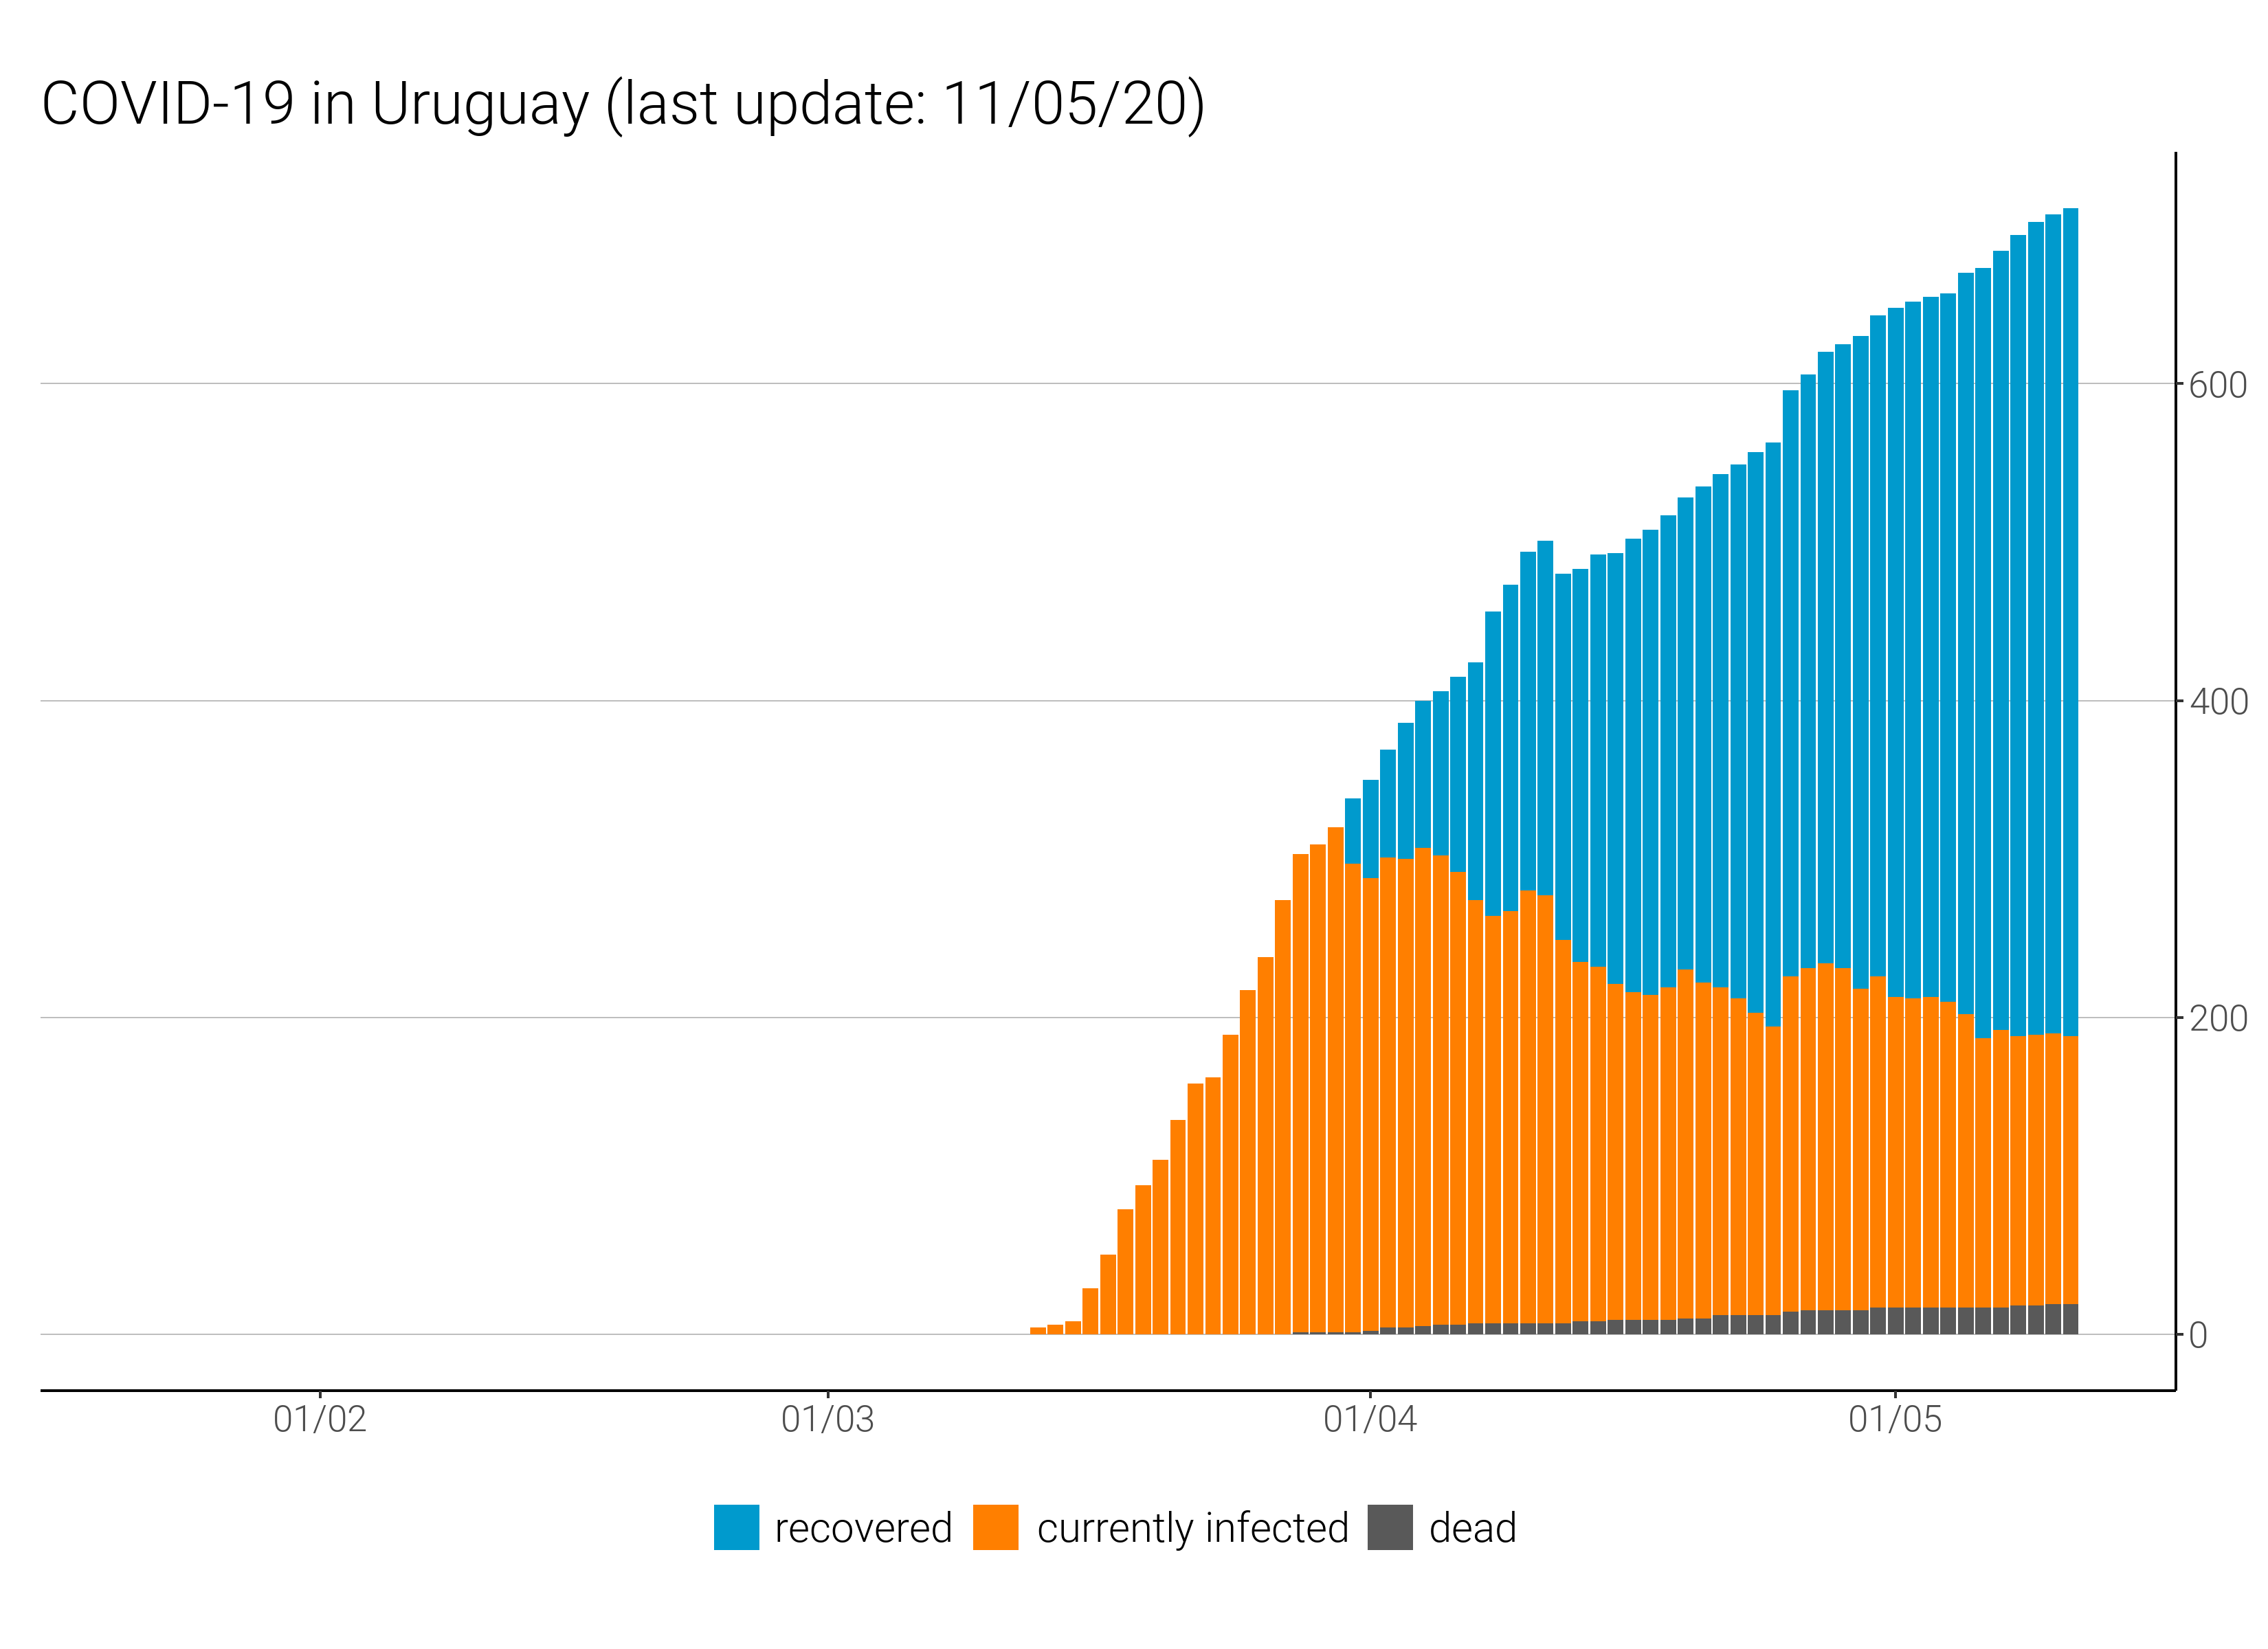 COVID-19 in Uruguay (last update: 11/05/20)
600
400
200
0
01/02 01/03 01/04 01/05
recovered currently infected dead